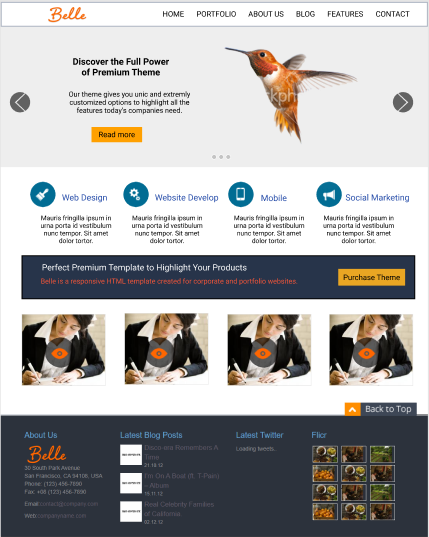 Belle
HOME PORTFOLIO ABOUT US BLOG FEATURES CONTACT
Discover the Full Power
of Premium Theme
Our theme gives you unic and extremly
customized options to highlight all the
features today's companies need.
Read more
Web Design Website Develop Mobile Social Marketing
Mauris fringilla ipsum in
urna porta id vestibulum
nunc tempor. Sit amet
dolor tortor.
Mauris fringilla ipsum in
urna porta id vestibulum
nunc tempor. Sit amet
dolor tortor.
Mauris fringilla ipsum in
urna porta id vestibulum
nunc tempor. Sit amet
dolor tortor.
Mauris fringilla ipsum in
urna porta id vestibulum
nunc tempor. Sit amet
dolor tortor.
Perfect Premium Template to Highlight Your Products
Belle is a responsive HTML template created for corporate and portfolio websites.
Purchase Theme
Back to Top
About Us
Belle
30 South Park Avenue
San Francisco, CA 94108, USA
Phone: (123) 456-7890
Fax: +08 (123) 456-7890
Email:contact@company.com
Web:companyname.com
Latest Blog Posts
Disco-era Remembers A
Time
21.12.12
I'm On A Boat (ft. T-Pain)
– Album
15.11.12
Real Celebrity Families
of California
02.12.12
Latest Twitter
Loading tweets..
Flicr